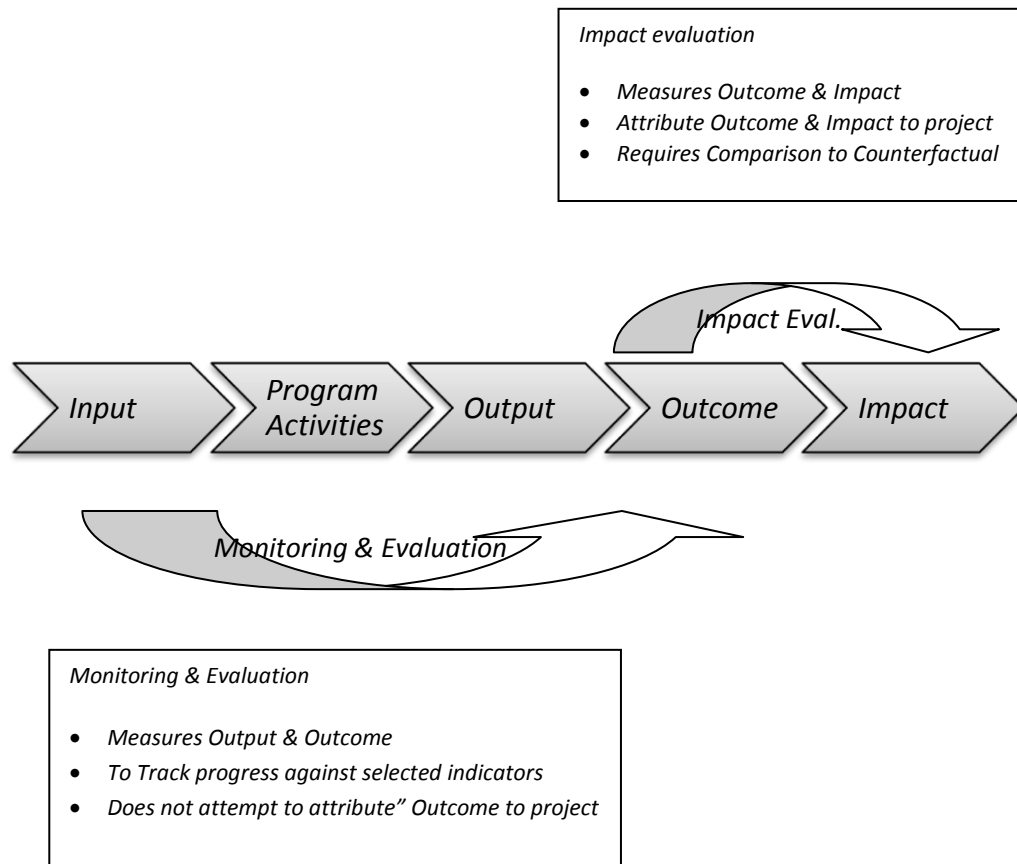 Impact evaluation
• Measures Outcome & Impact
• Attribute Outcome & Impact to project
• Requires Comparison to Counterfactual
Impact Eval.
Input
Program
Activities
Output
Outcome
Impact
Monitoring & Evaluation
Monitoring & Evaluation
• Measures Output & Outcome
• To Track progress against selected indicators
• Does not attempt to attribute” Outcome to project